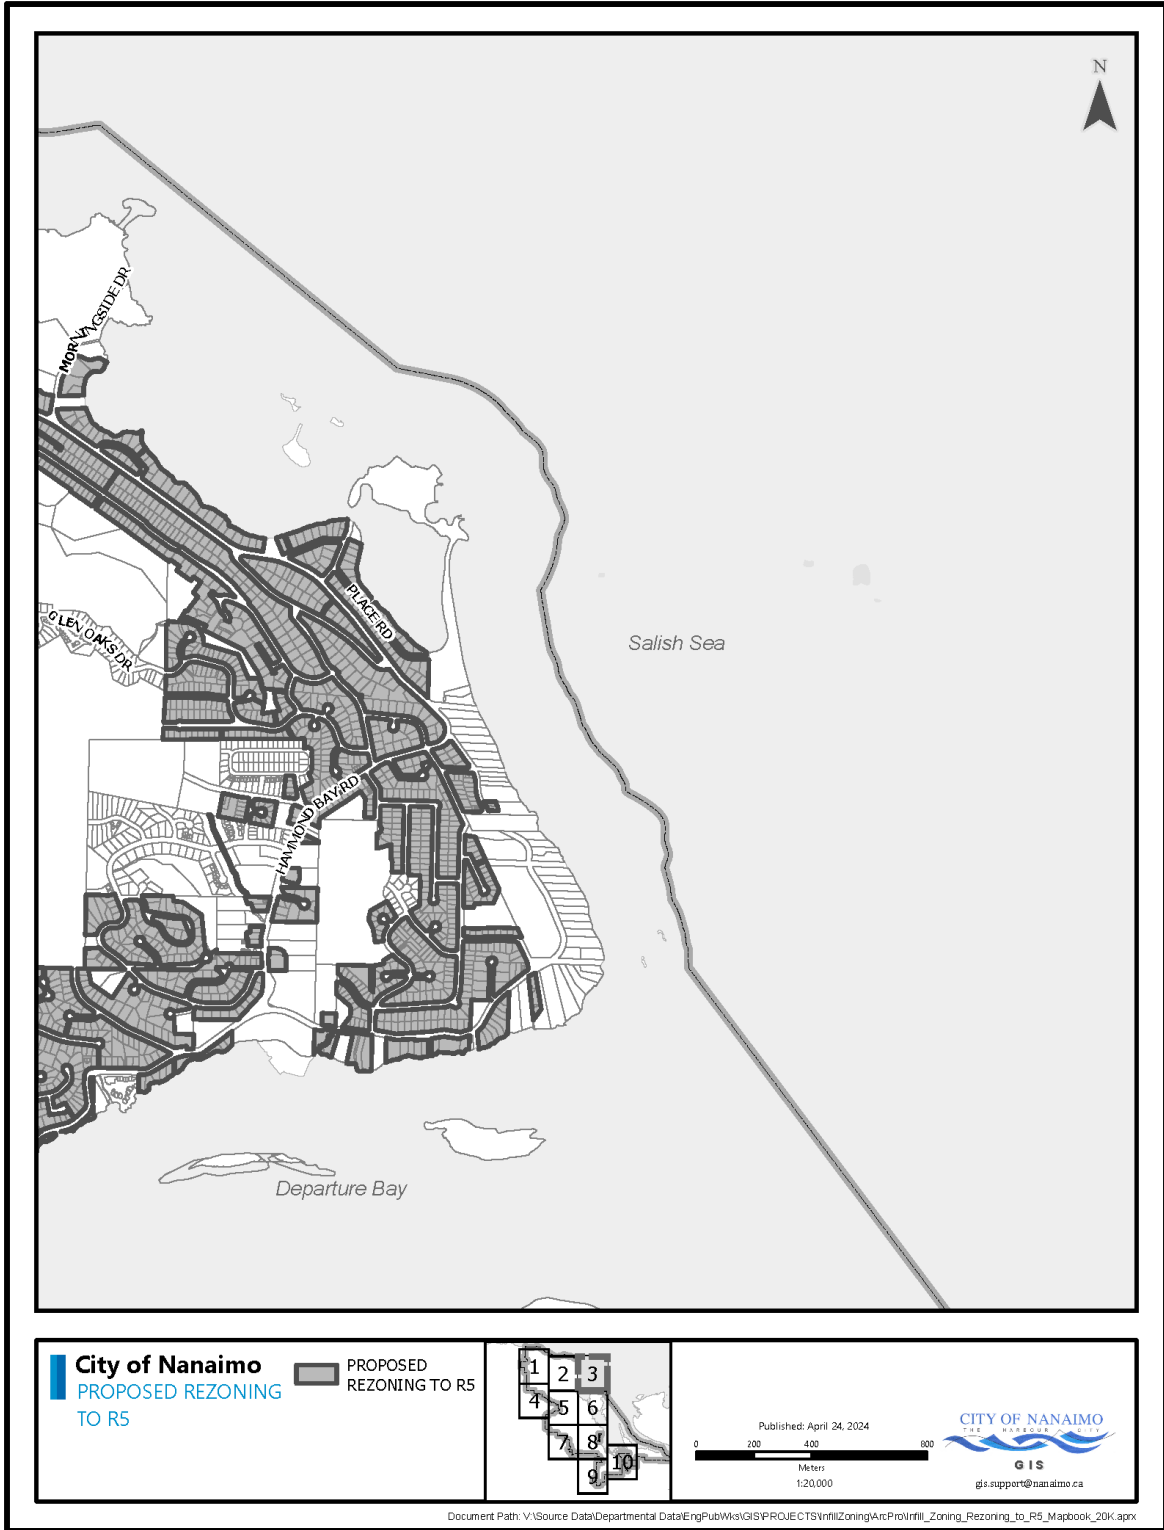 N
MORNINGSIDE DR
PLACE RD
GLEN OAKS DR
Salish Sea
HAMMOND BAY RD
Departure Bay
City of Nanaimo
PROPOSED REZONING
TO R5
PROPOSED
REZONING TO R5
1
2
3
4
5
6
7
8
9
10
Published: April 24, 2024
0 200 400 800
Meters
1:20,000
CITY OF NANAIMO
THE HARBOUR CITY
GIS
gis.support@nanaimo.ca
Document Path: V:\Source Data\Departmental Data\EngPubWks\GIS\PROJECTS\InfillZoning\ArcPro\Infill_Zoning_Rezoning_to_R5_Mapbook_20K.aprx